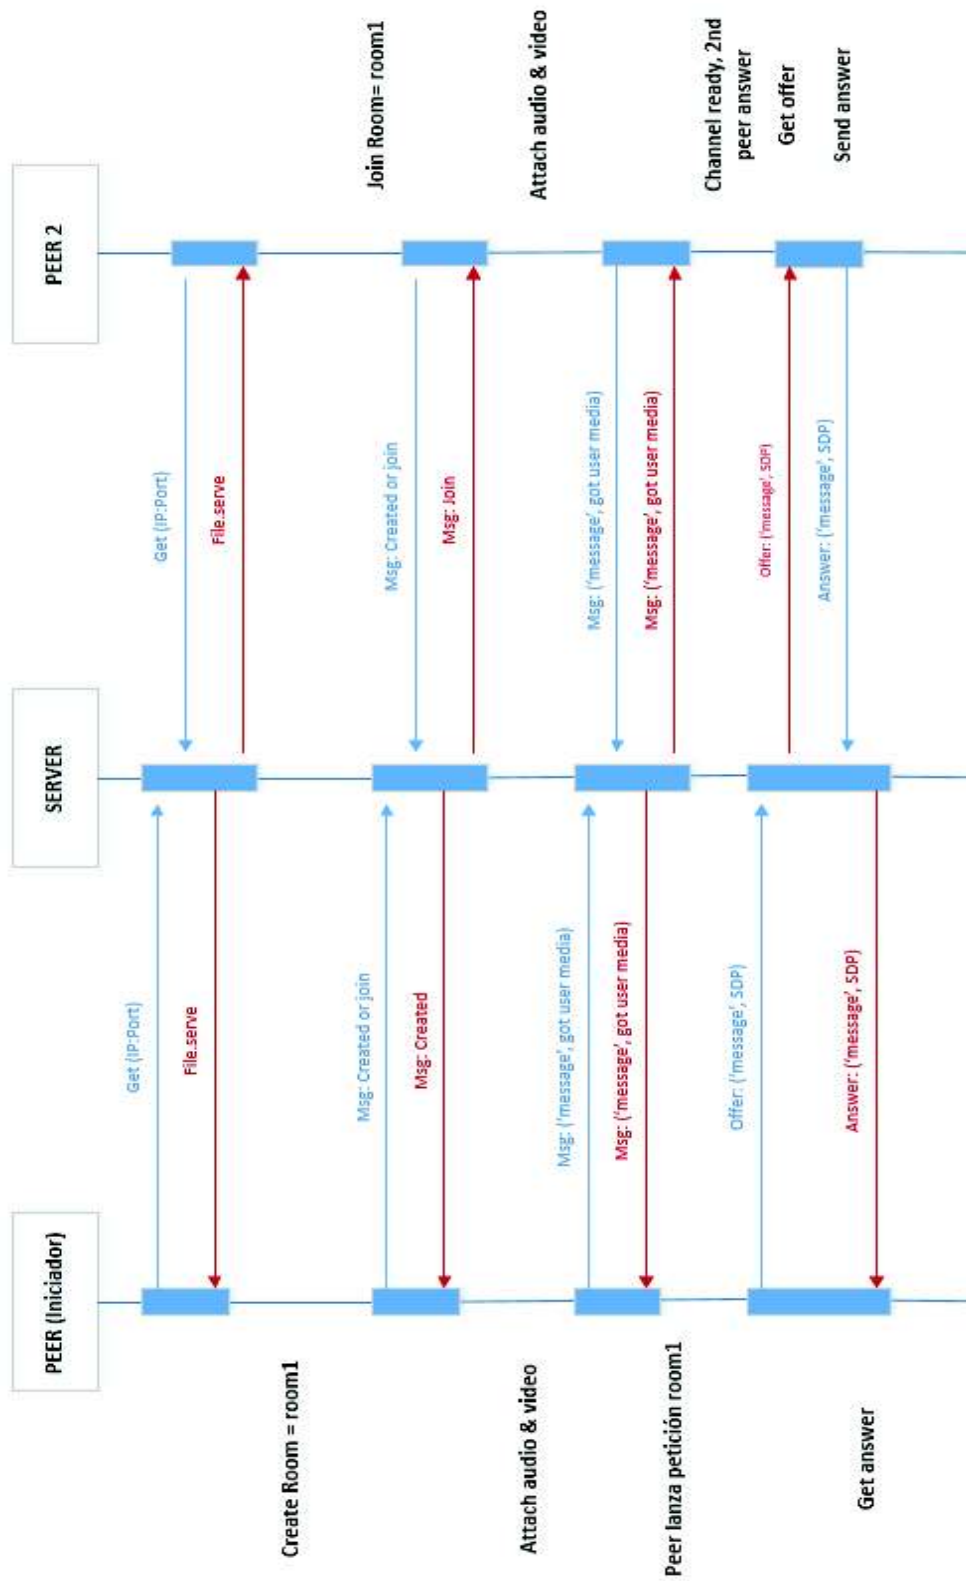 PEER (Iniciador)
SERVER
PEER 2
Get (IP:Port)
File.serve
Get (IP:Port)
File.serve
Create Room = room1
Msg: Created or join
Msg: Created
Join Room= room1
Msg: Created or join
Msg: Join
Attach audio & video
Attach audio & video
Msg: ('message', got user media)
Msg: ('message', got user media)
Msg: ('message', got user media)
Msg: ('message', got user media)
Peer lanza petición room1
Channel ready, 2nd
peer answer
Offer: ('message', SDP)
Offer: ('message', SDP)
Get offer
Answer: ('message', SDP)
Send answer
Answer: ('message', SDP)
Get answer